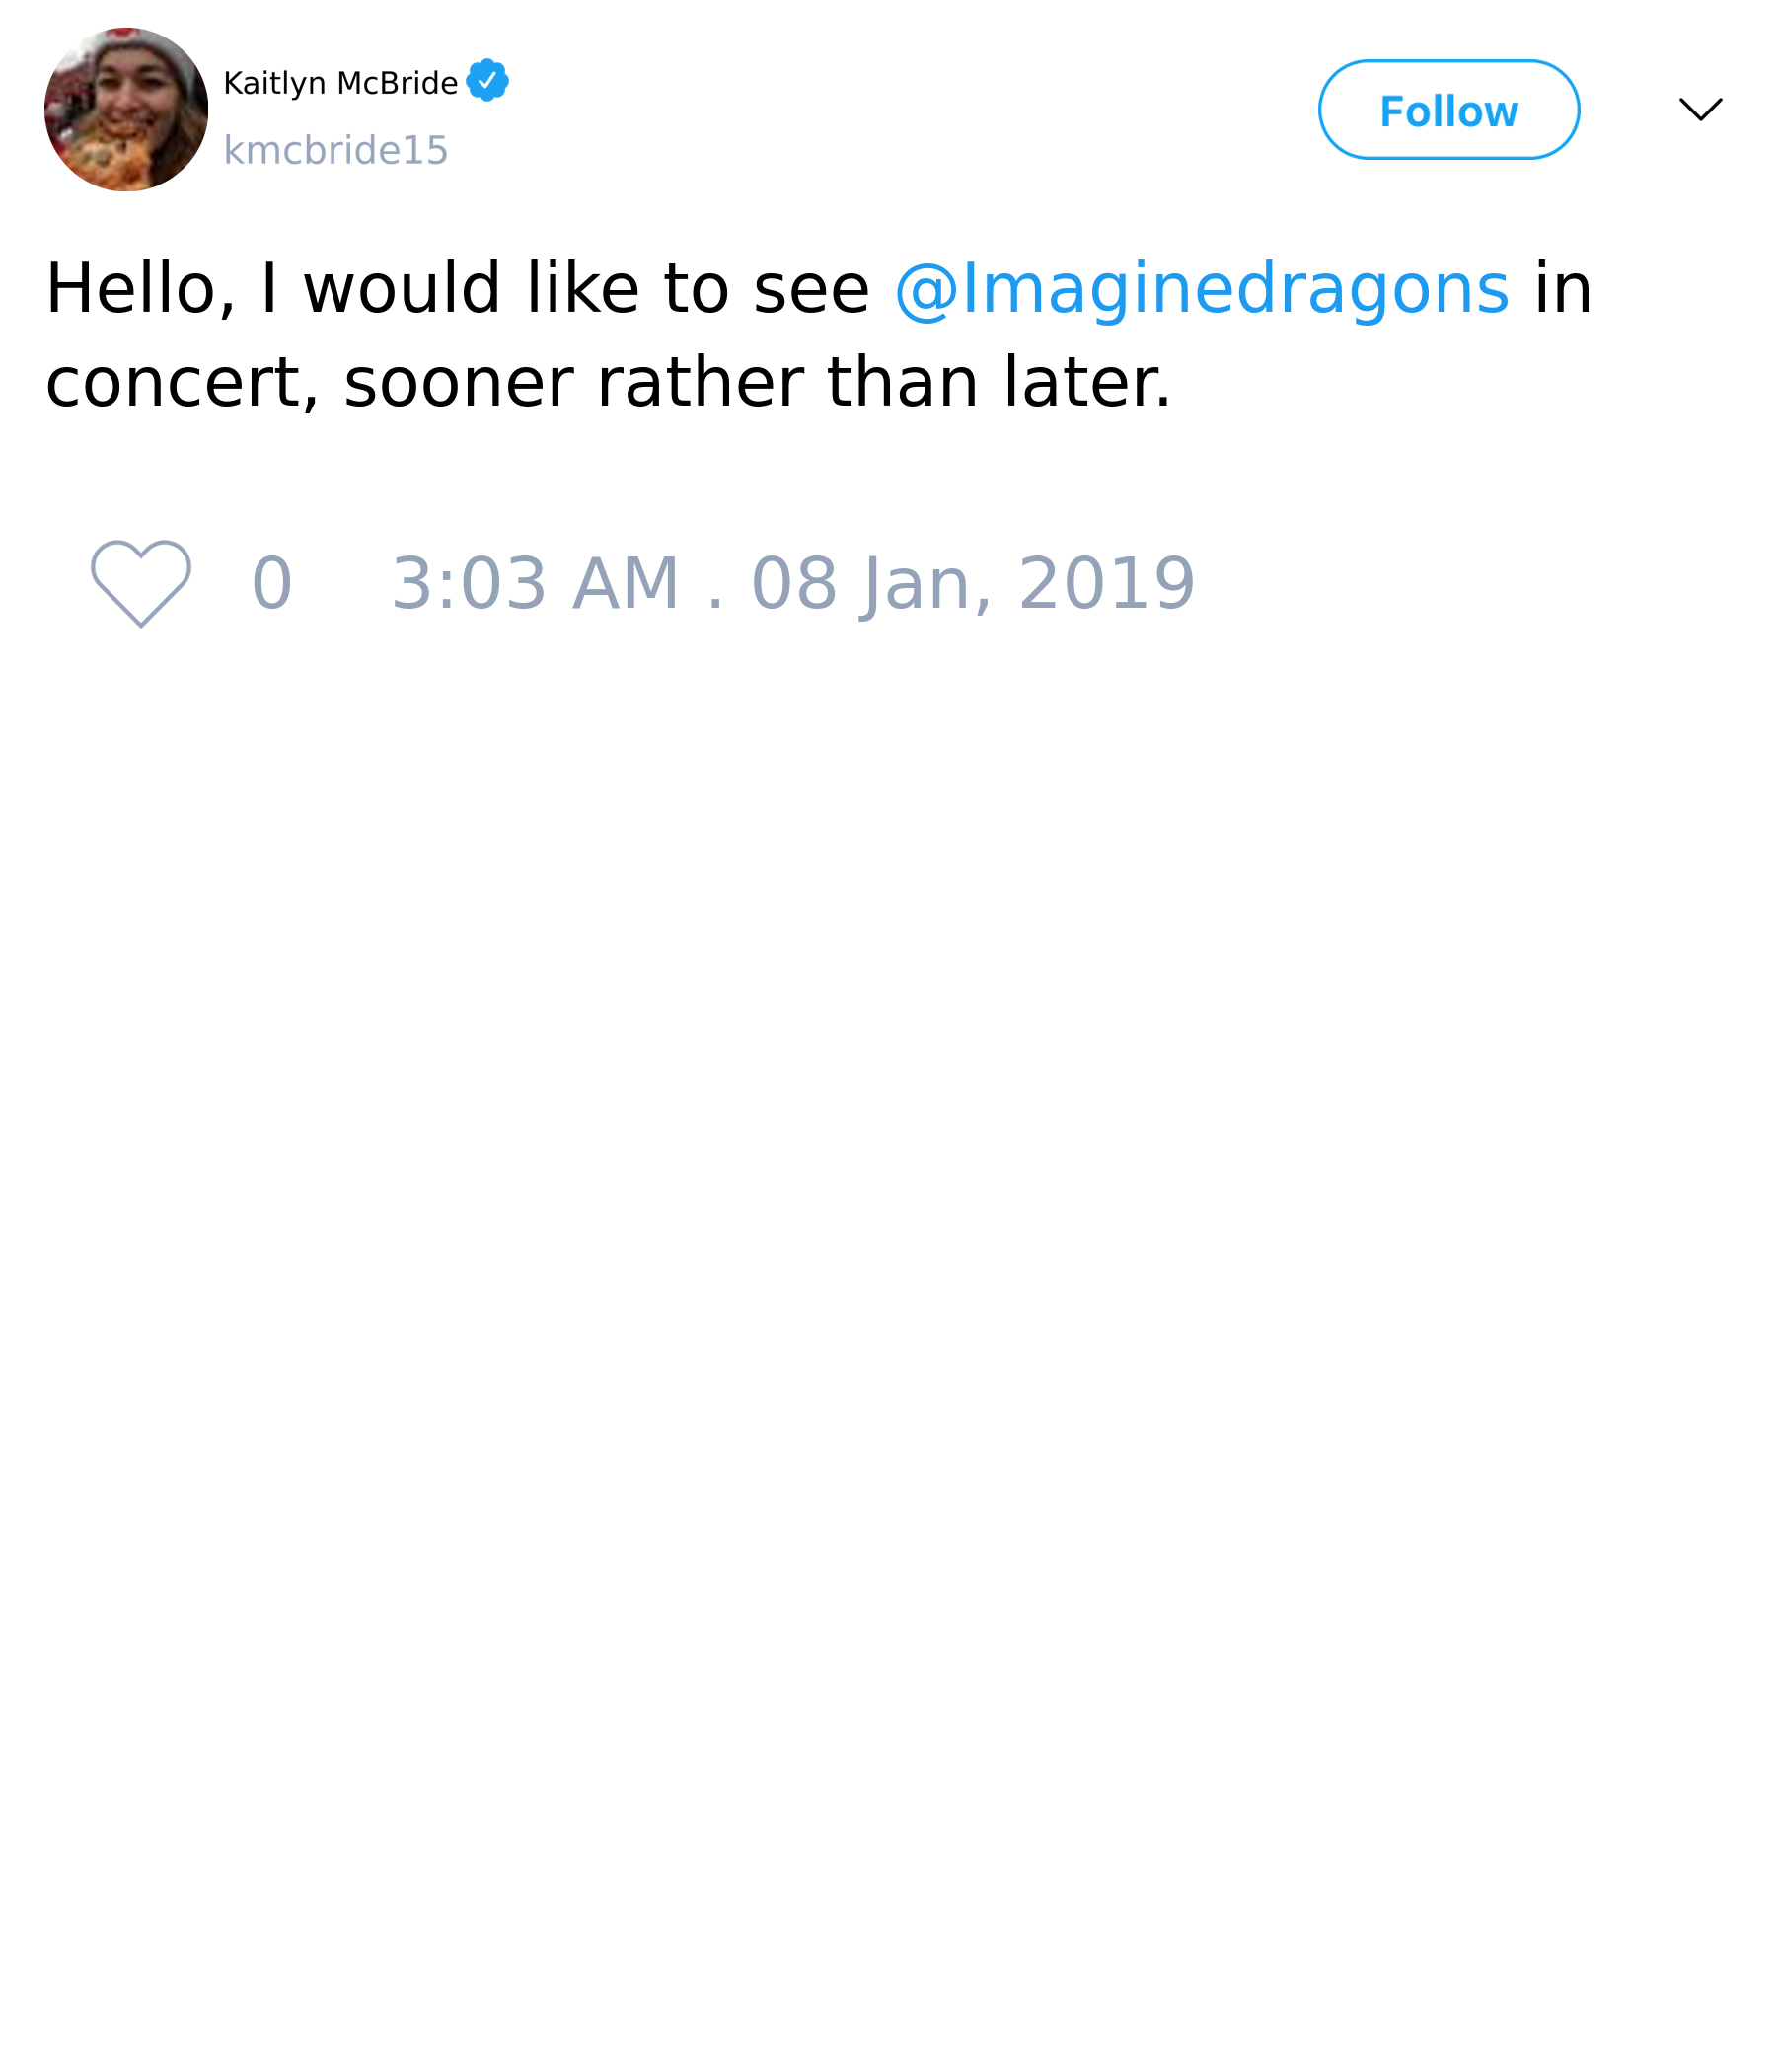 Kaitlyn McBride
kmcbride15
Follow
Hello, I would like to see @Imaginedragons in
concert, sooner rather than later.
0 3:03 AM . 08 Jan, 2019